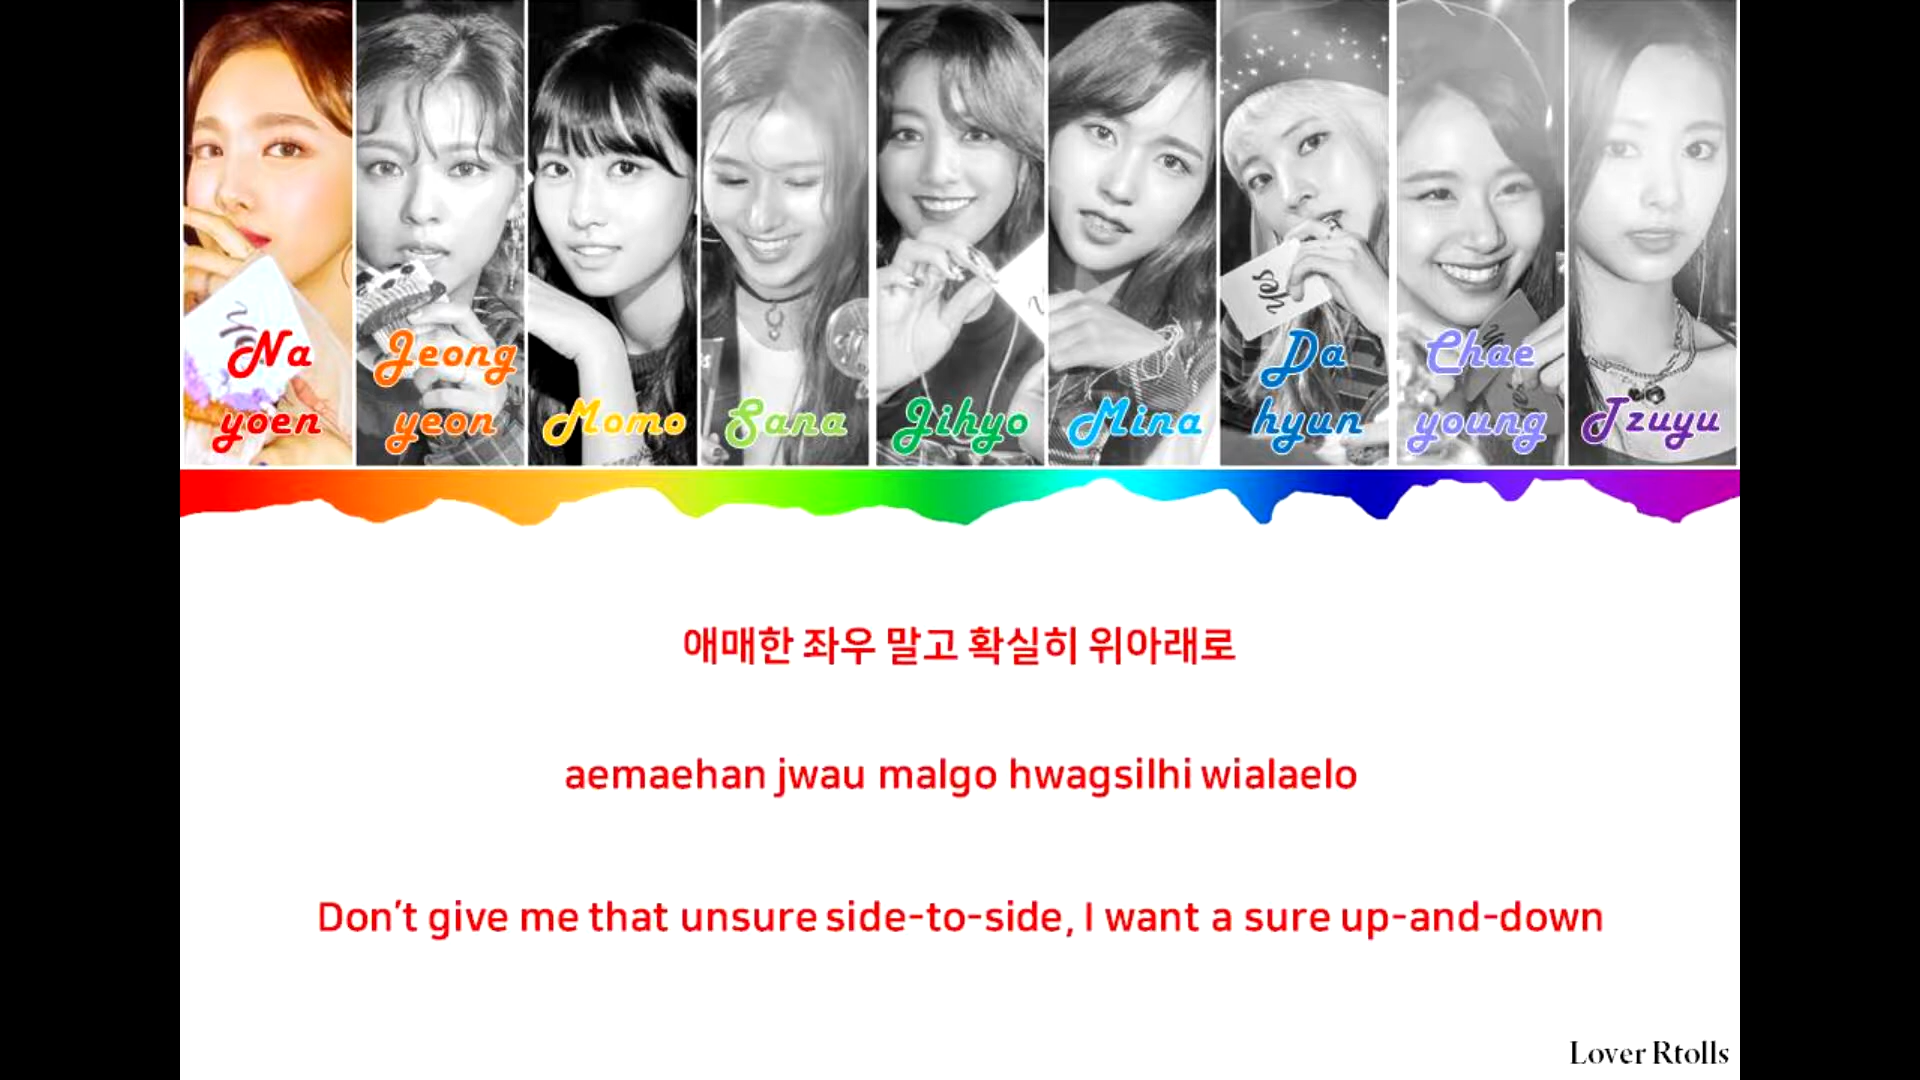 Na
yoen
Jeong
yeon
Momo
Sana
Jihyo
Mina
yes
Da
hyun
Chae
young
Tzuyu
애매한 좌우 말고 확실히 위아래로
aemaehan jwau malgo hwagsilhi wialaelo
Don't give me that unsure side-to-side, I want a sure up-and-down
Lover Rtolls